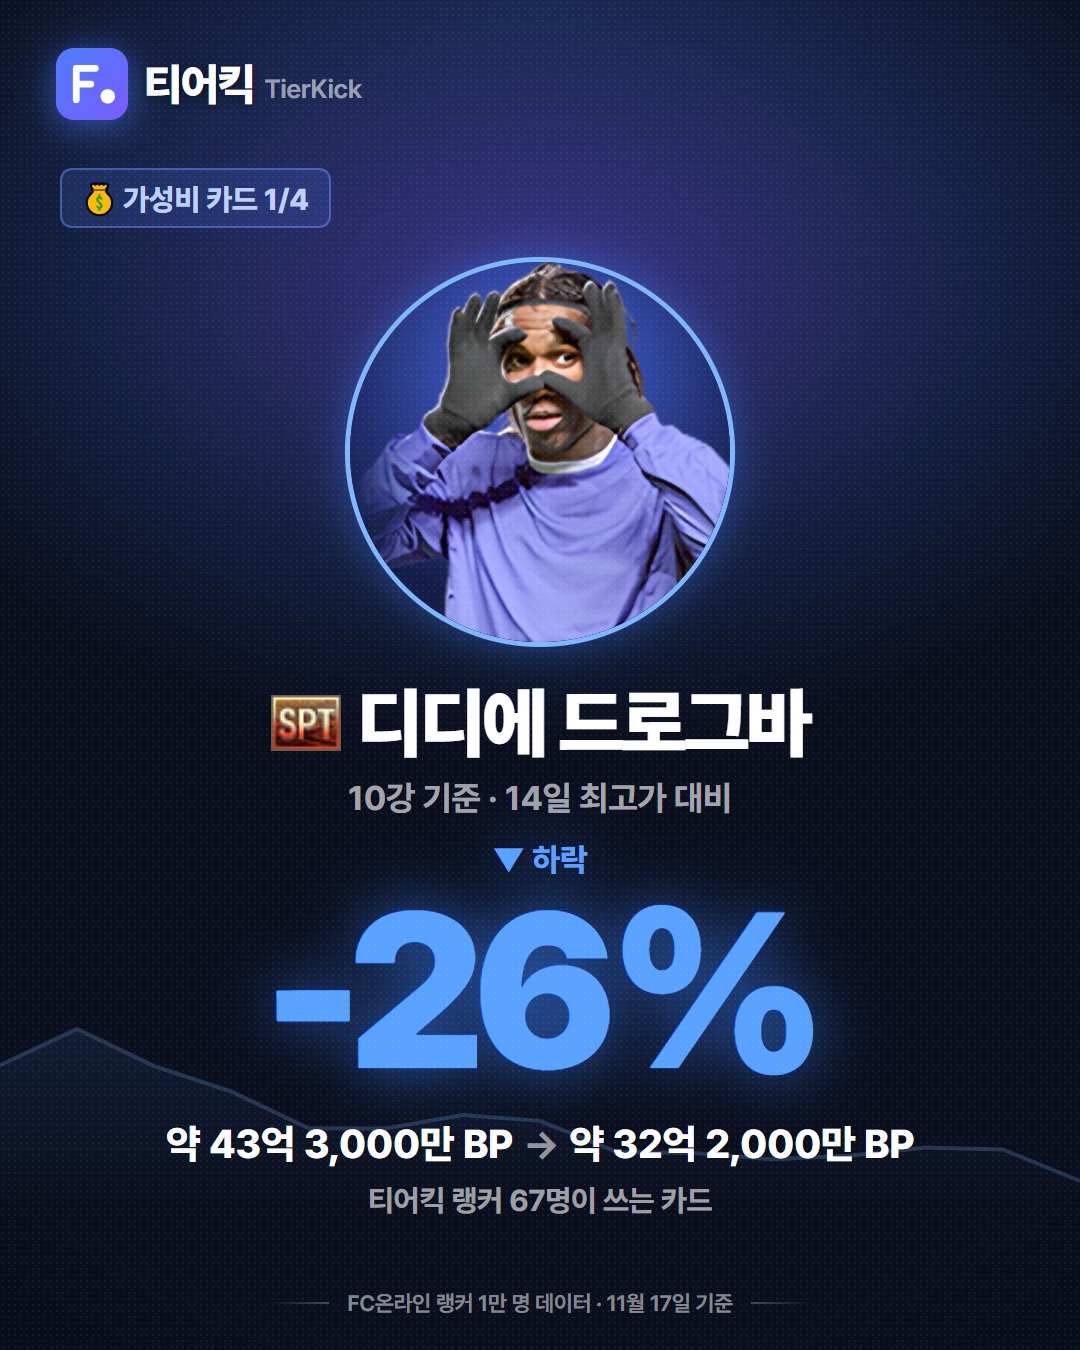 F.
티어킥 TierKick
가성비 카드 1/4
SPT 디디에 드로그바
10강 기준 · 14일 최고가 대비
▼ 하락
-26%
약 43억 3,000만 BP → 약 32억 2,000만 BP
티어킥 랭커 67명이 쓰는 카드
FC온라인 랭커 1만 명 데이터 · 11월 17일 기준